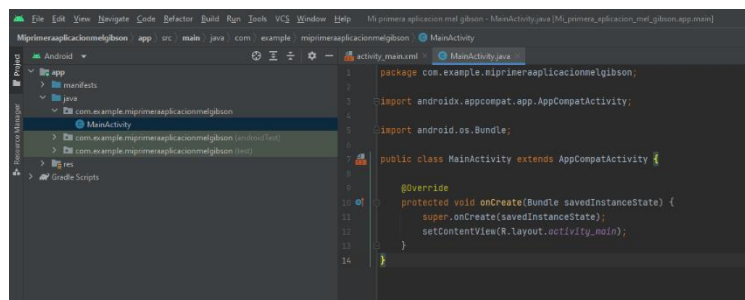 File Edit View Navigate Code Refactor Build Run Tools VCS Window Help Mi primera aplicacion mel gibson - MainActivity.java [Mi_primera_aplicacion_mel_gibson.app.main]
Miprimeraaplicacionmelgibson app src main java com example miprimeraaplicacionmelgibson MainActivity
Project
Resource Manager
Android
app
manifests
java
com.example.miprimeraaplicacionmelgibson
MainActivity
com.example.miprimeraaplicacionmelgibson (androidTest)
com.example.miprimeraaplicacionmelgibson (test)
res
Gradle Scripts
activity_main.xml MainActivity.java
1 package com.example.miprimeraaplicacionmelgibson;
2
3 import androidx.appcompat.app.AppCompatActivity;
4
5 import android.os.Bundle;
6
7 public class MainActivity extends AppCompatActivity {
8
9 @Override
10 protected void onCreate(Bundle savedInstanceState) {
11 super.onCreate(savedInstanceState);
12 setContentView(R.layout.activity_main);
13 }
14 }